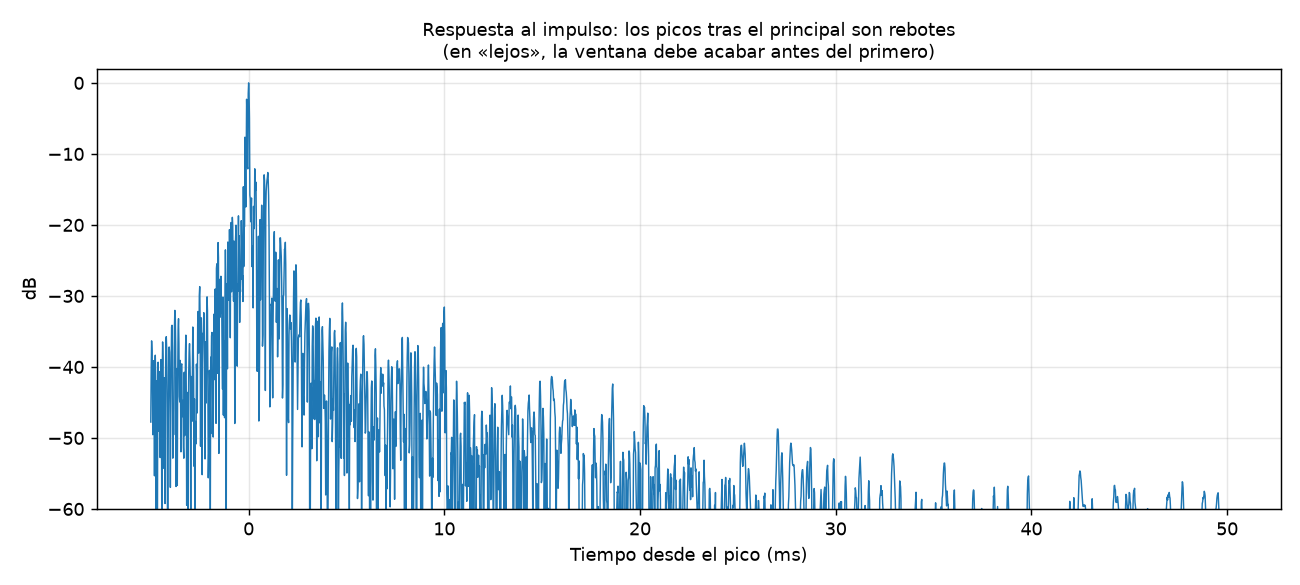 Respuesta al impulso: los picos tras el principal son rebotes
(en «lejos», la ventana debe acabar antes del primero)
0
−10
−20
−30
−40
−50
−60
dB
0 10 20 30 40 50
Tiempo desde el pico (ms)